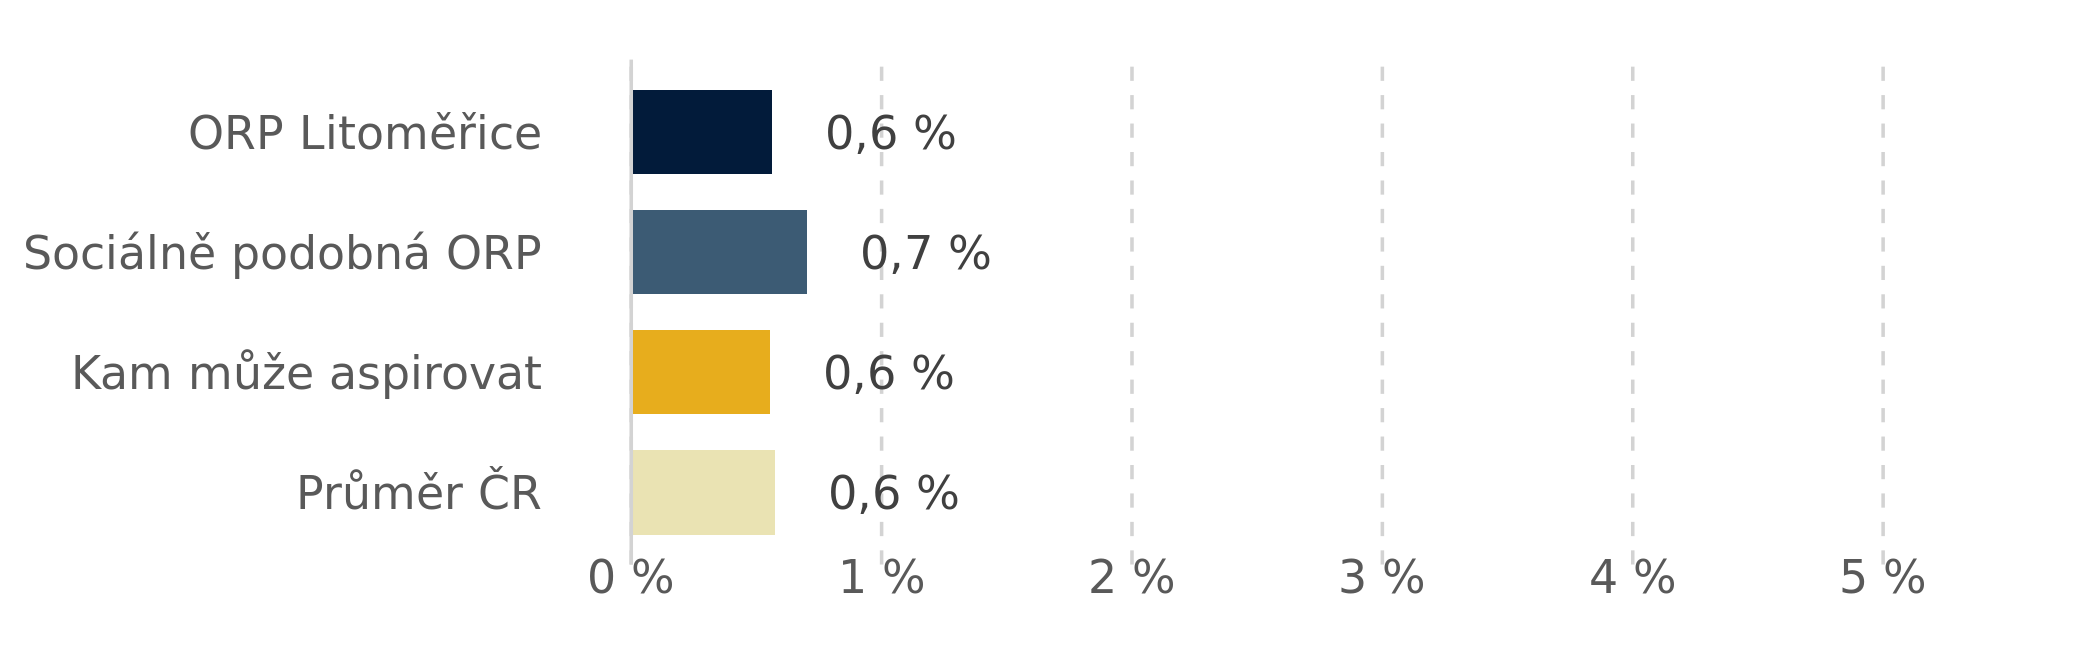 ORP Litoměřice 0,6 %
Sociálně podobná ORP 0,7 %
Kam může aspirovat 0,6 %
Průměr ČR 0,6 %
0 % 1 % 2 % 3 % 4 % 5 %